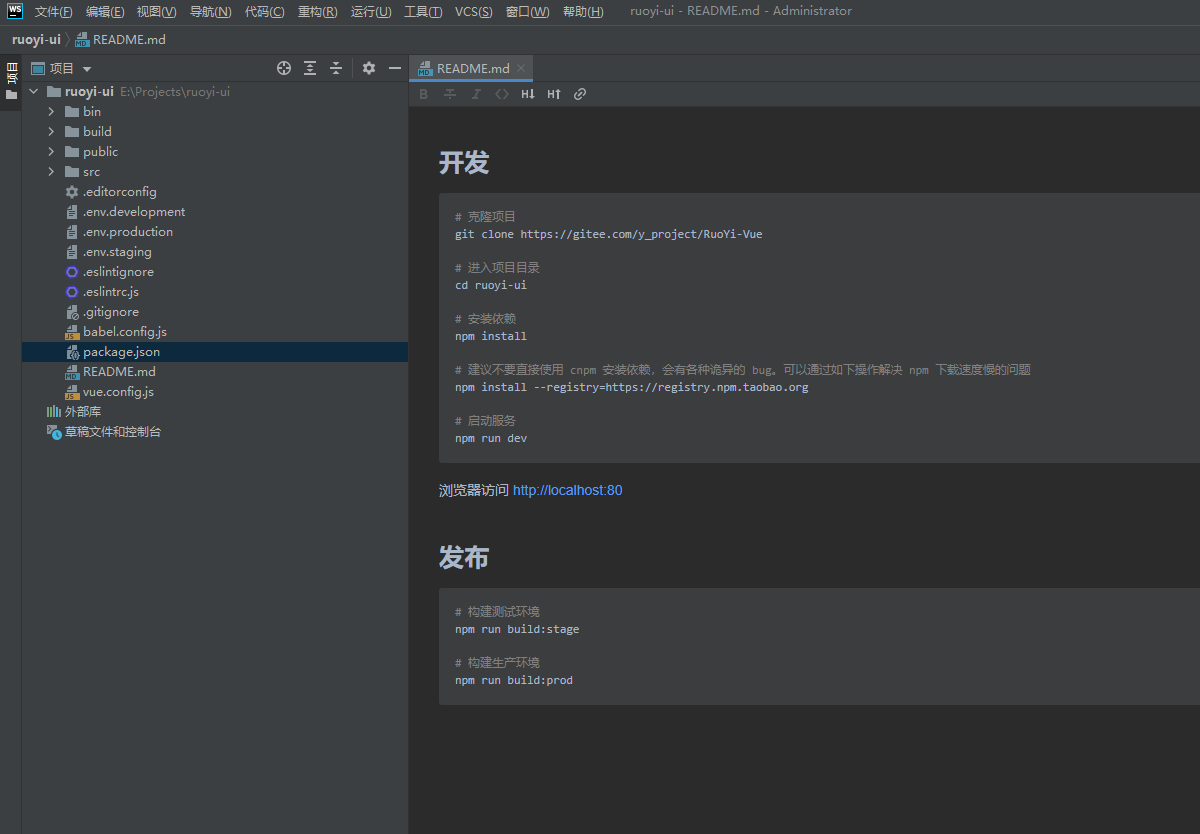 WS 文件(F) 编辑(E) 视图(V) 导航(N) 代码(C) 重构(R) 运行(U) 工具(T) VCS(S) 窗口(W) 帮助(H) ruoyi-ui - README.md - Administrator
ruoyi-ui README.md
项目
项目
ruoyi-ui E:\Projects\ruoyi-ui
bin
build
public
src
.editorconfig
.env.development
.env.production
.env.staging
.eslintignore
.eslintrc.js
.gitignore
babel.config.js
package.json
README.md
vue.config.js
外部库
草稿文件和控制台
README.md
B I <> H↓ H↑
开发
# 克隆项目
git clone https://gitee.com/y_project/RuoYi-Vue
# 进入项目目录
cd ruoyi-ui
# 安装依赖
npm install
# 建议不要直接使用 cnpm 安装依赖，会有各种诡异的 bug。可以通过如下操作解决 npm 下载速度慢的问题
npm install --registry=https://registry.npm.taobao.org
# 启动服务
npm run dev
浏览器访问 http://localhost:80
发布
# 构建测试环境
npm run build:stage
# 构建生产环境
npm run build:prod